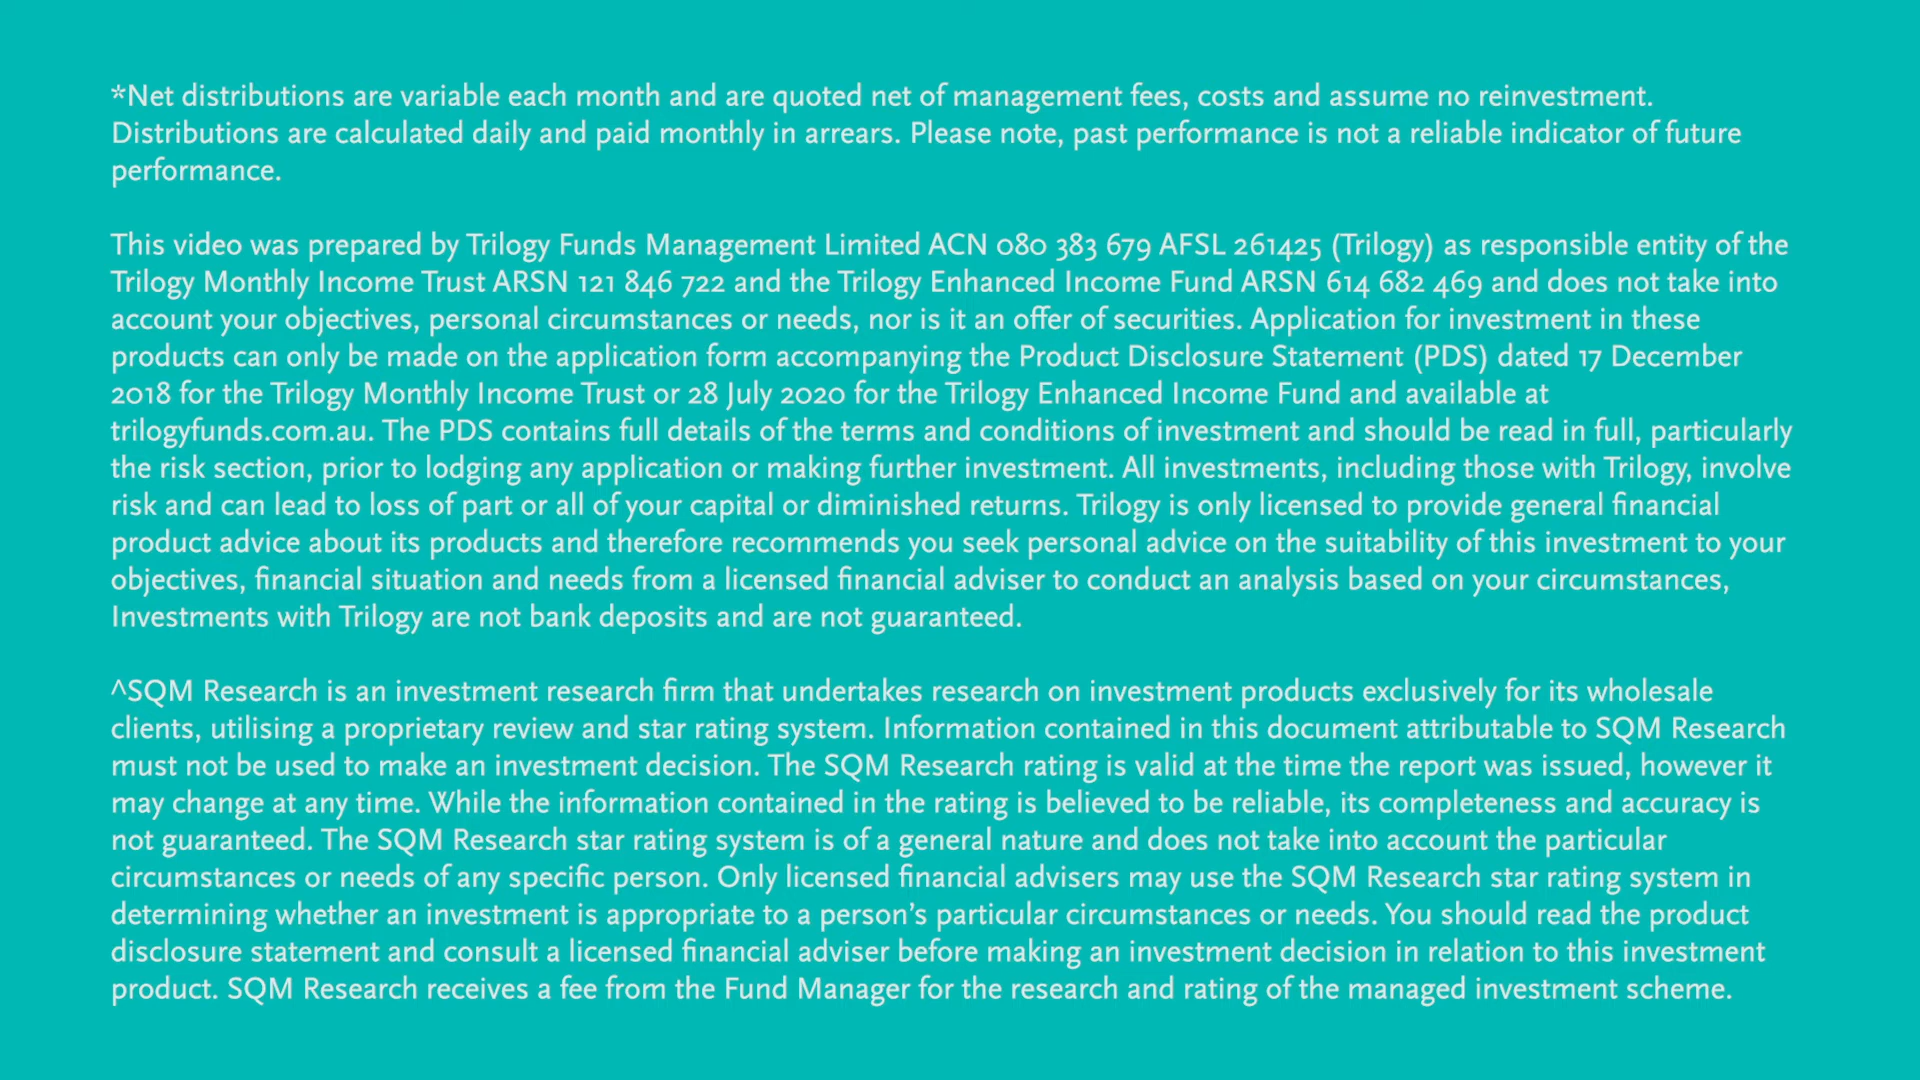 *Net distributions are variable each month and are quoted net of management fees, costs and assume no reinvestment.
Distributions are calculated daily and paid monthly in arrears. Please note, past performance is not a reliable indicator of future
performance.
This video was prepared by Trilogy Funds Management Limited ACN 080 383 679 AFSL 261425 (Trilogy) as responsible entity of the
Trilogy Monthly Income Trust ARSN 121 846 722 and the Trilogy Enhanced Income Fund ARSN 614 682 469 and does not take into
account your objectives, personal circumstances or needs, nor is it an offer of securities. Application for investment in these
products can only be made on the application form accompanying the Product Disclosure Statement (PDS) dated 17 December
2018 for the Trilogy Monthly Income Trust or 28 July 2020 for the Trilogy Enhanced Income Fund and available at
trilogyfunds.com.au. The PDS contains full details of the terms and conditions of investment and should be read in full, particularly
the risk section, prior to lodging any application or making further investment. All investments, including those with Trilogy, involve
risk and can lead to loss of part or all of your capital or diminished returns. Trilogy is only licensed to provide general financial
product advice about its products and therefore recommends you seek personal advice on the suitability of this investment to your
objectives, financial situation and needs from a licensed financial adviser to conduct an analysis based on your circumstances,
Investments with Trilogy are not bank deposits and are not guaranteed.
^SQM Research is an investment research firm that undertakes research on investment products exclusively for its wholesale
clients, utilising a proprietary review and star rating system. Information contained in this document attributable to SQM Research
must not be used to make an investment decision. The SQM Research rating is valid at the time the report was issued, however it
may change at any time. While the information contained in the rating is believed to be reliable, its completeness and accuracy is
not guaranteed. The SQM Research star rating system is of a general nature and does not take into account the particular
circumstances or needs of any specific person. Only licensed financial advisers may use the SQM Research star rating system in
determining whether an investment is appropriate to a person’s particular circumstances or needs. You should read the product
disclosure statement and consult a licensed financial adviser before making an investment decision in relation to this investment
product. SQM Research receives a fee from the Fund Manager for the research and rating of the managed investment scheme.